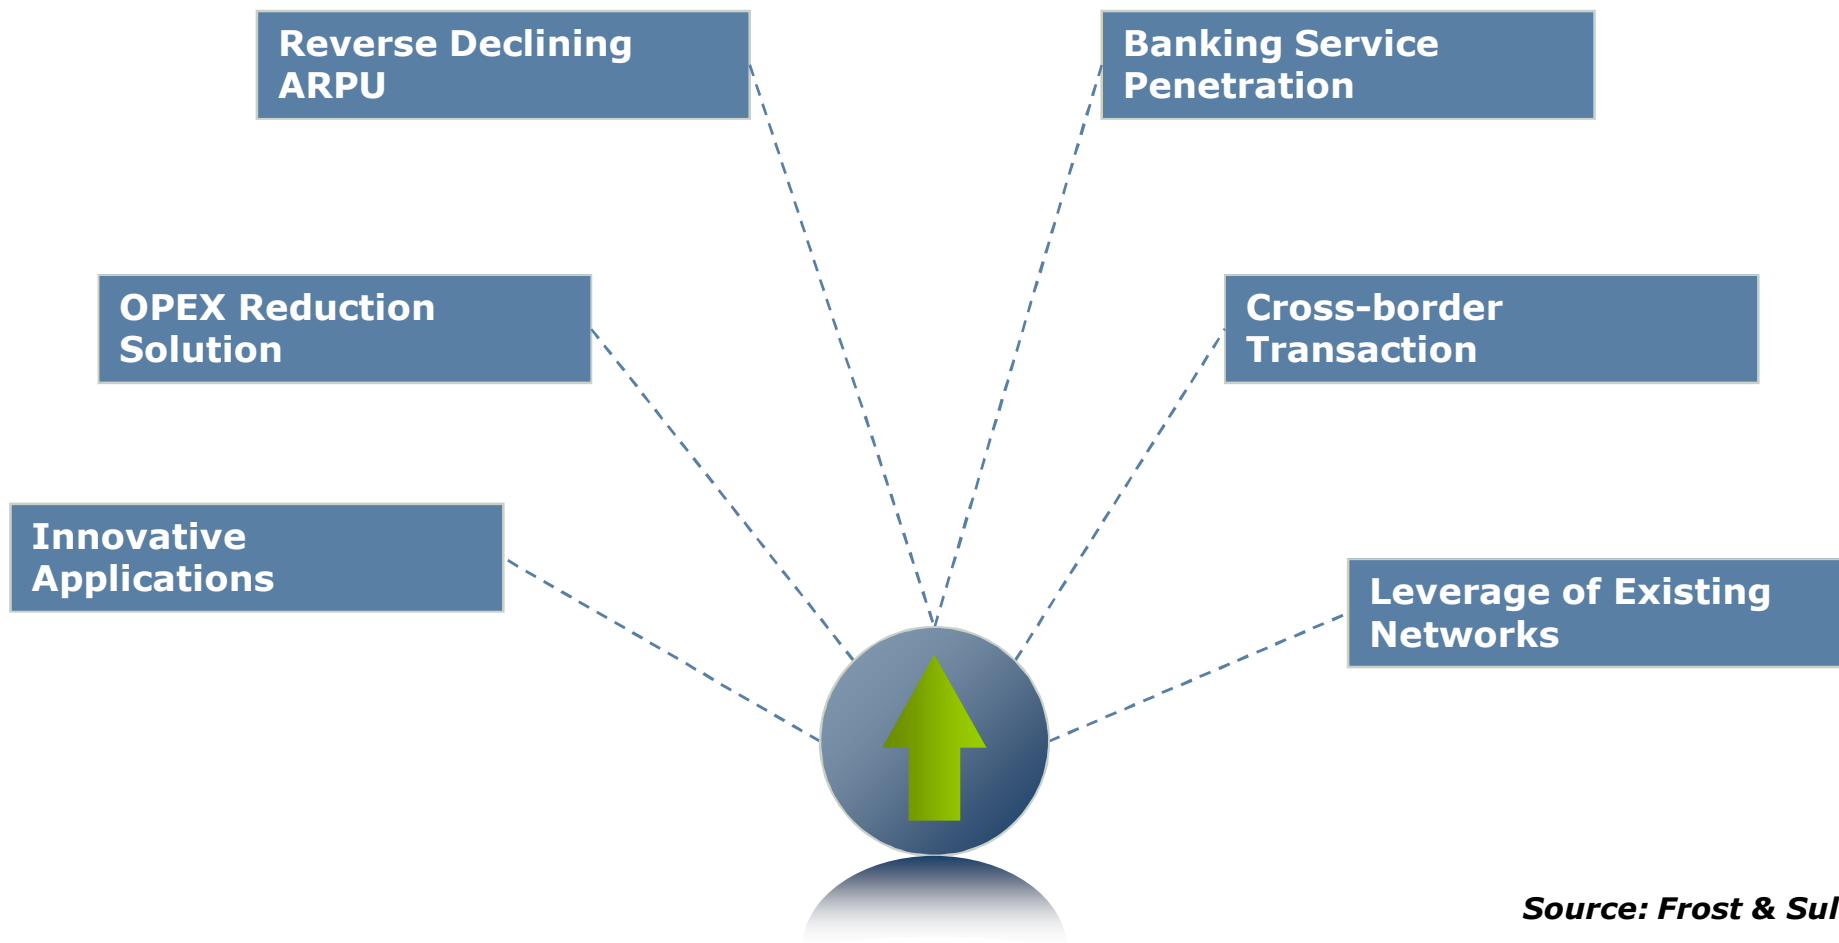 Reverse Declining
ARPU
Banking Service
Penetration
OPEX Reduction
Solution
Cross-border
Transaction
Innovative
Applications
Leverage of Existing
Networks
Source: Frost & Sul